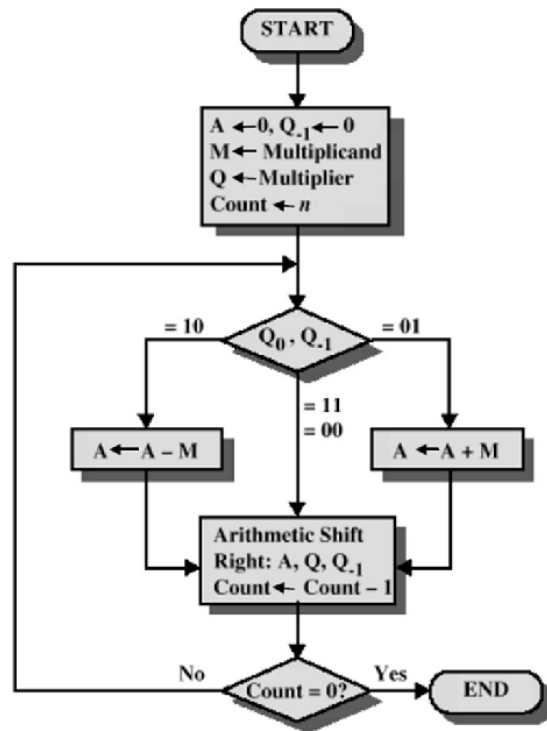 START
A ← 0, Q₋₁ ← 0
M ← Multiplicand
Q ← Multiplier
Count ← n
= 10
Q₀ , Q₋₁
= 01
= 11
= 00
A ← A – M
A ← A + M
Arithmetic Shift
Right: A, Q, Q₋₁
Count ← Count – 1
No
Count = 0?
Yes
END